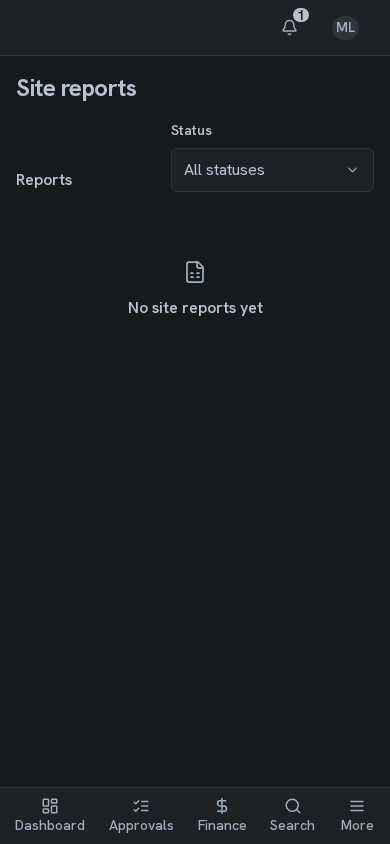 1
ML
Site reports
Status
All statuses
Reports
No site reports yet
Dashboard
Approvals
Finance
Search
More